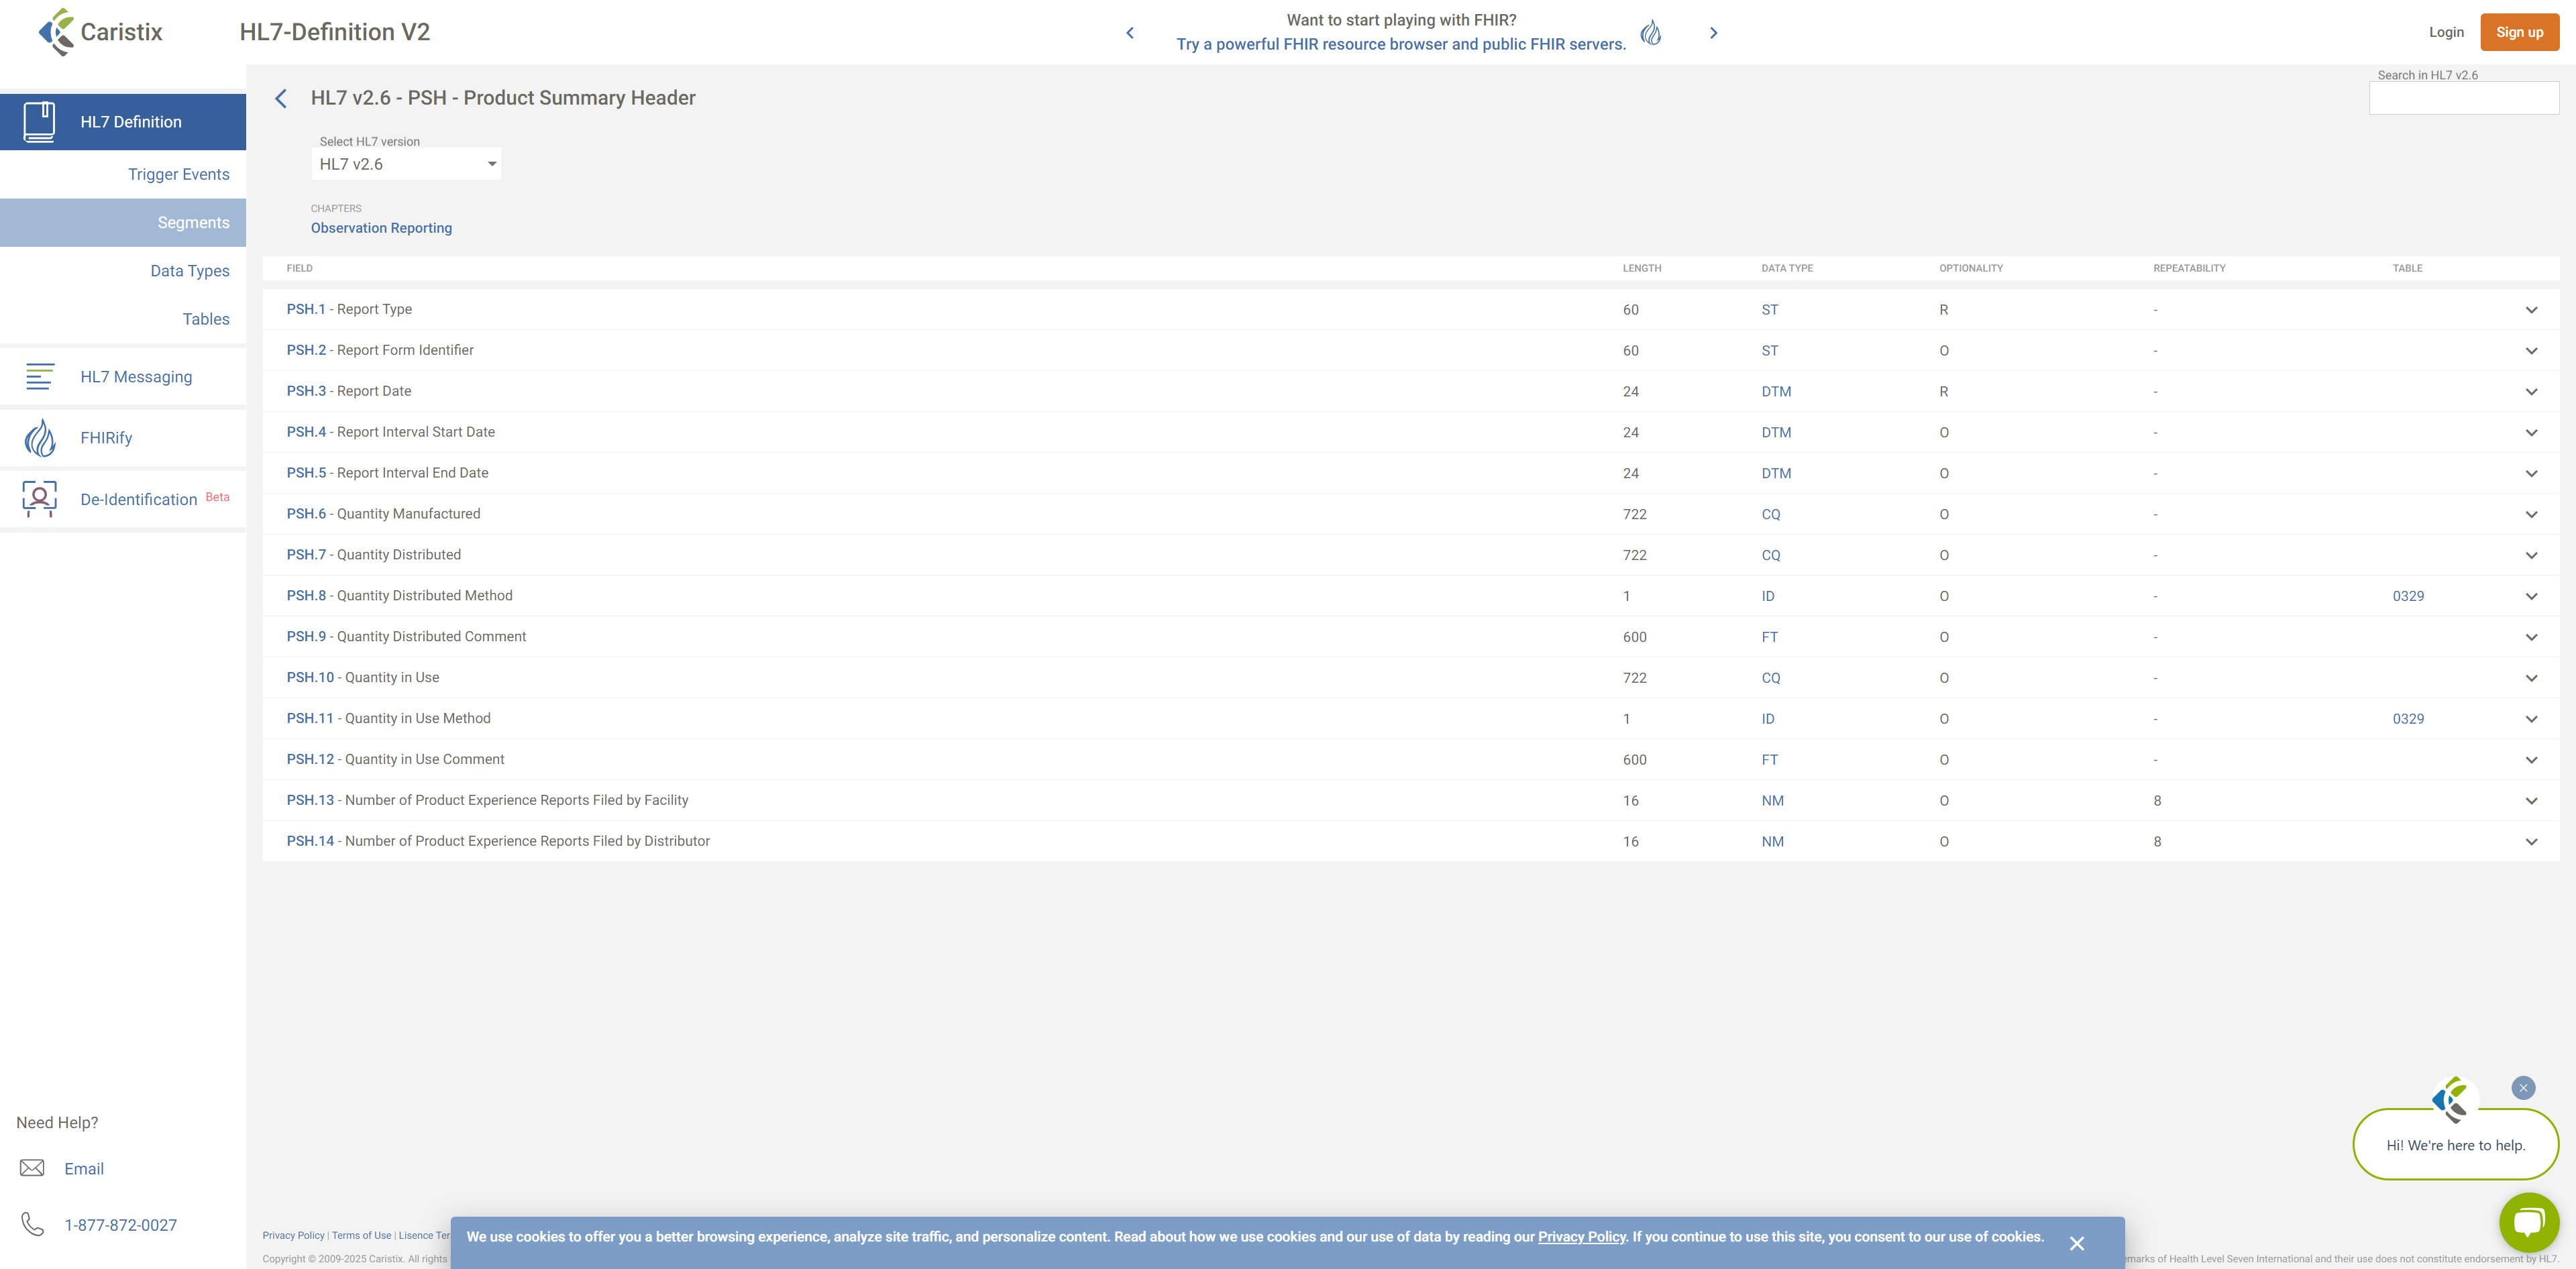 Caristix
HL7-Definition V2
Want to start playing with FHIR?
Try a powerful FHIR resource browser and public FHIR servers.
Login
Sign up
HL7 Definition
Trigger Events
Segments
Data Types
Tables
HL7 Messaging
FHIRify
De-Identification Beta
Need Help?
Email
1-877-872-0027
HL7 v2.6 - PSH - Product Summary Header
Search in HL7 v2.6
Select HL7 version
HL7 v2.6
CHAPTERS
Observation Reporting
FIELD LENGTH DATA TYPE OPTIONALITY REPEATABILITY TABLE
PSH.1 - Report Type 60 ST R -
PSH.2 - Report Form Identifier 60 ST O -
PSH.3 - Report Date 24 DTM R -
PSH.4 - Report Interval Start Date 24 DTM O -
PSH.5 - Report Interval End Date 24 DTM O -
PSH.6 - Quantity Manufactured 722 CQ O -
PSH.7 - Quantity Distributed 722 CQ O -
PSH.8 - Quantity Distributed Method 1 ID O - 0329
PSH.9 - Quantity Distributed Comment 600 FT O -
PSH.10 - Quantity in Use 722 CQ O -
PSH.11 - Quantity in Use Method 1 ID O - 0329
PSH.12 - Quantity in Use Comment 600 FT O -
PSH.13 - Number of Product Experience Reports Filed by Facility 16 NM O 8
PSH.14 - Number of Product Experience Reports Filed by Distributor 16 NM O 8
Hi! We're here to help.
Privacy Policy | Terms of Use | Lisence Ter
We use cookies to offer you a better browsing experience, analyze site traffic, and personalize content. Read about how we use cookies and our use of data by reading our Privacy Policy. If you continue to use this site, you consent to our use of cookies.
Copyright © 2009-2025 Caristix. All rights
emarks of Health Level Seven International and their use does not constitute endorsement by HL7.